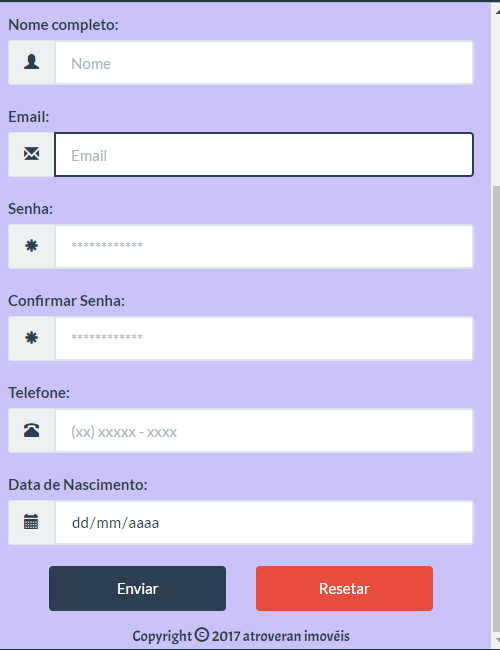 Nome completo:
Nome
Email:
Email
Senha:
************
Confirmar Senha:
************
Telefone:
(xx) xxxxx - xxxx
Data de Nascimento:
dd/mm/aaaa
Enviar Resetar
Copyright © 2017 atroveran imovéis